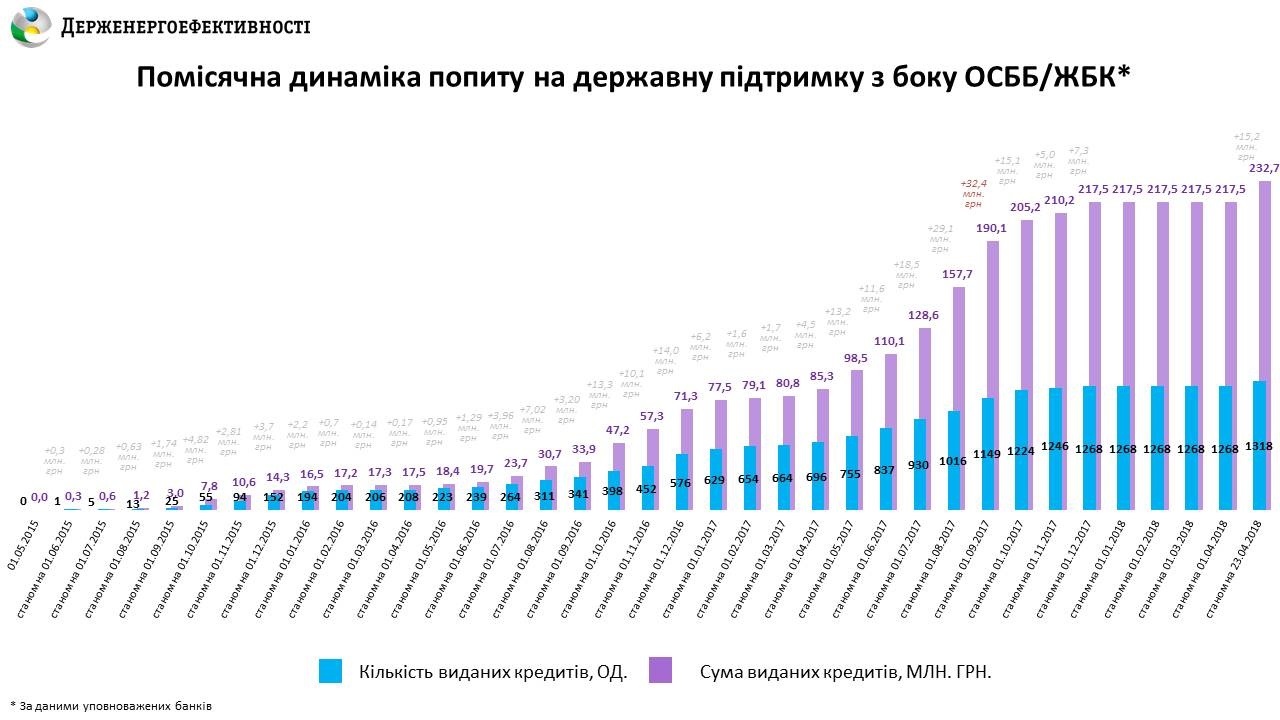 ДЕРЖЕНЕРГОЕФЕКТИВНОСТІ
Помісячна динаміка попиту на державну підтримку з боку ОСББ/ЖБК*
+0,3 млн. грн
+0,28 млн. грн
+0,63 млн. грн
+1,74 млн. грн
+4,82 млн. грн
+2,81 млн. грн
+3,7 млн. грн
+2,2 млн. грн
+0,7 млн. грн
+0,14 млн. грн
+0,17 млн. грн
+0,95 млн. грн
+1,29 млн. грн
+3,96 млн. грн
+7,02 млн. грн
+3,20 млн. грн
+13,3 млн. грн
+10,1 млн. грн
+14,0 млн. грн
+6,2 млн. грн
+1,6 млн. грн
+1,7 млн. грн
+4,5 млн. грн
+13,2 млн. грн
+11,6 млн. грн
+18,5 млн. грн
+29,1 млн. грн
+32,4 млн. грн
+15,1 млн. грн
+5,0 млн. грн
+7,3 млн. грн
+15,2 млн. грн
0,0 0,3 0,6 1,2 3,0 7,8 10,6 14,3 16,5 17,2 17,3 17,5 18,4 19,7 23,7 30,7 33,9 47,2 57,3 71,3 77,5 79,1 80,8 85,3 98,5 110,1 128,6 157,7 190,1 205,2 210,2 217,5 217,5 217,5 217,5 217,5 232,7
0 1 5 13 25 55 94 152 194 204 206 208 223 239 264 311 341 398 452 576 629 654 664 696 755 837 930 1016 1149 1224 1246 1268 1268 1268 1268 1268 1318
01.05.2015
станом на 01.06.2015
станом на 01.07.2015
станом на 01.08.2015
станом на 01.09.2015
станом на 01.10.2015
станом на 01.11.2015
станом на 01.12.2015
станом на 01.01.2016
станом на 01.02.2016
станом на 01.03.2016
станом на 01.04.2016
станом на 01.05.2016
станом на 01.06.2016
станом на 01.07.2016
станом на 01.08.2016
станом на 01.09.2016
станом на 01.10.2016
станом на 01.11.2016
станом на 01.12.2016
станом на 01.01.2017
станом на 01.02.2017
станом на 01.03.2017
станом на 01.04.2017
станом на 01.05.2017
станом на 01.06.2017
станом на 01.07.2017
станом на 01.08.2017
станом на 01.09.2017
станом на 01.10.2017
станом на 01.11.2017
станом на 01.12.2017
станом на 01.01.2018
станом на 01.02.2018
станом на 01.03.2018
станом на 01.04.2018
станом на 23.04.2018
Кількість виданих кредитів, ОД.
Сума виданих кредитів, МЛН. ГРН.
* За даними уповноважених банків